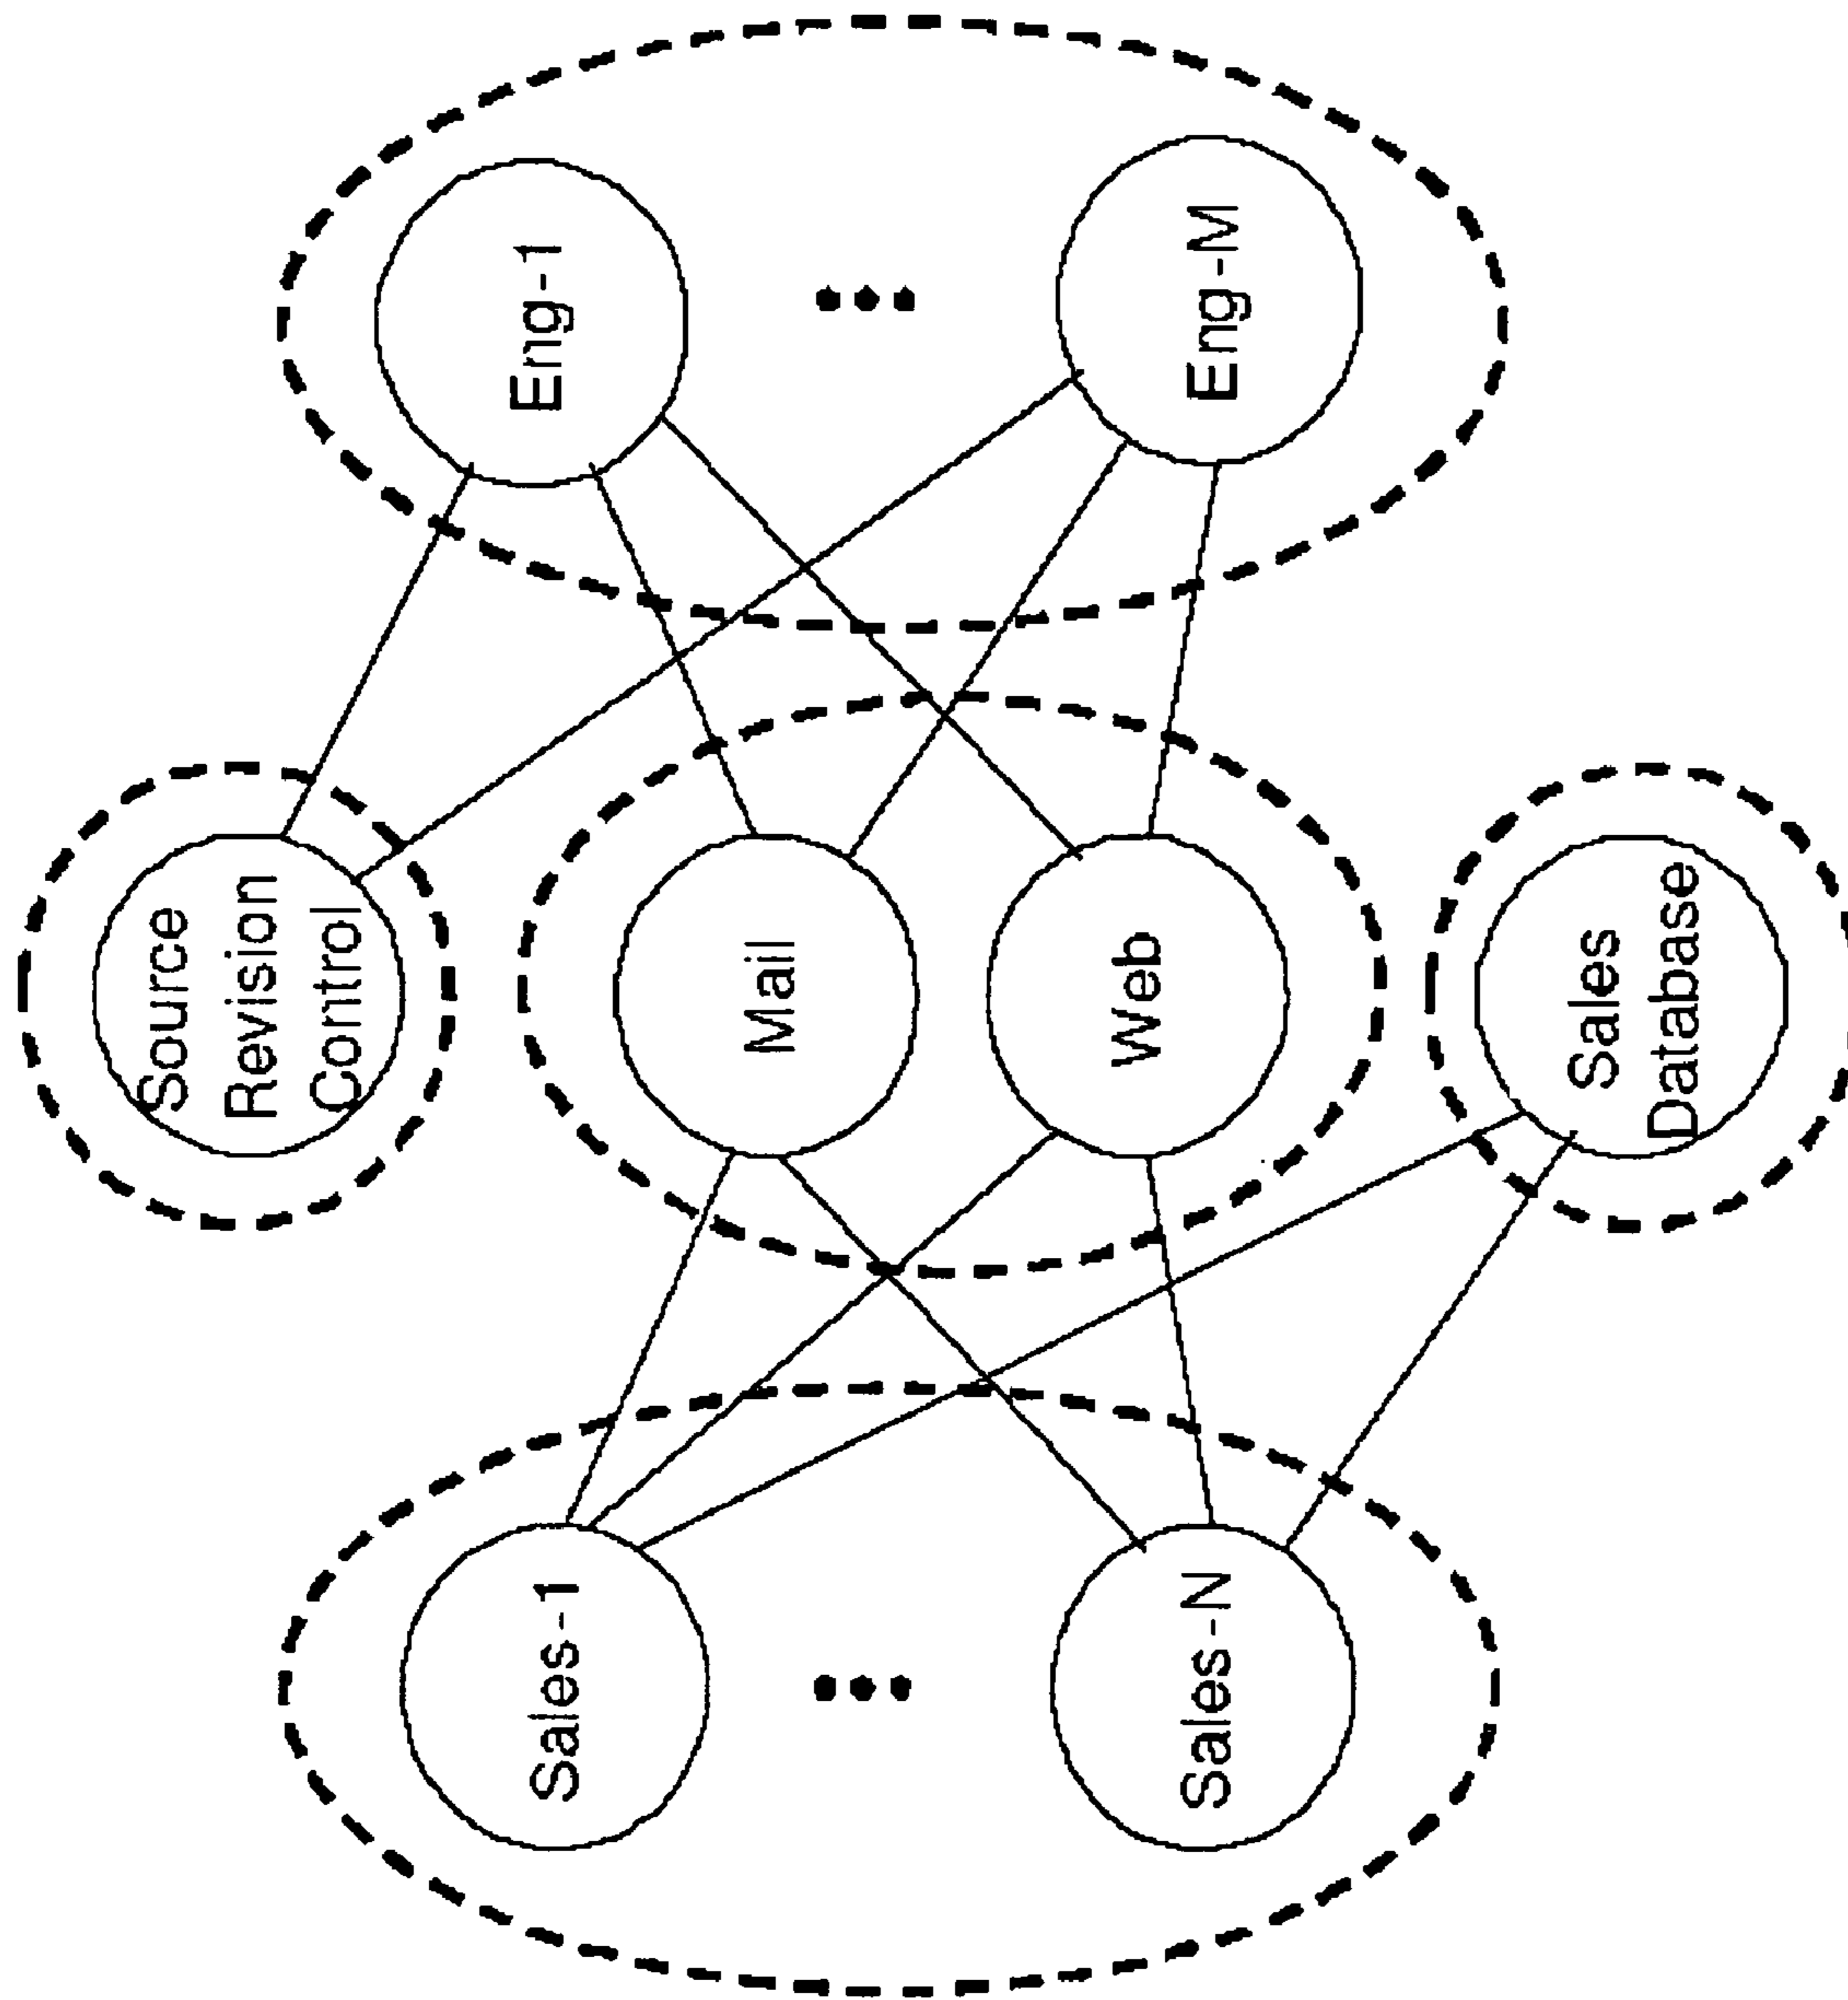 Source
Revision
Control
Sales-1
Mail
Eng-1
Sales-N
Web
Eng-M
Sales
Database